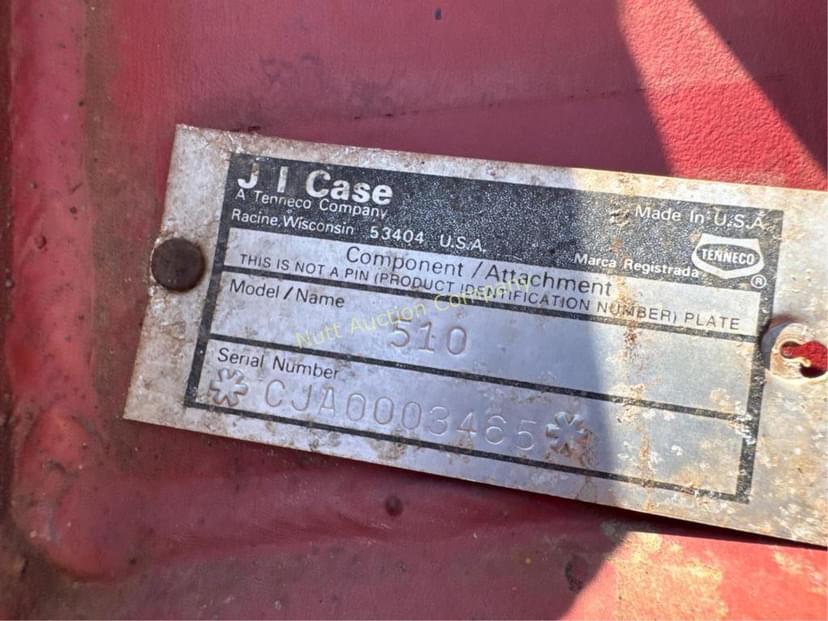 J I Case
A Tenneco Company
Racine, Wisconsin 53404 U.S.A.
Made In U.S.A.
Marca Registrada
TENNECO
®
Component / Attachment
THIS IS NOT A PIN (PRODUCT IDENTIFICATION NUMBER) PLATE
Model / Name
510
Nutt Auction Company
Serial Number
* CJA0003465 *